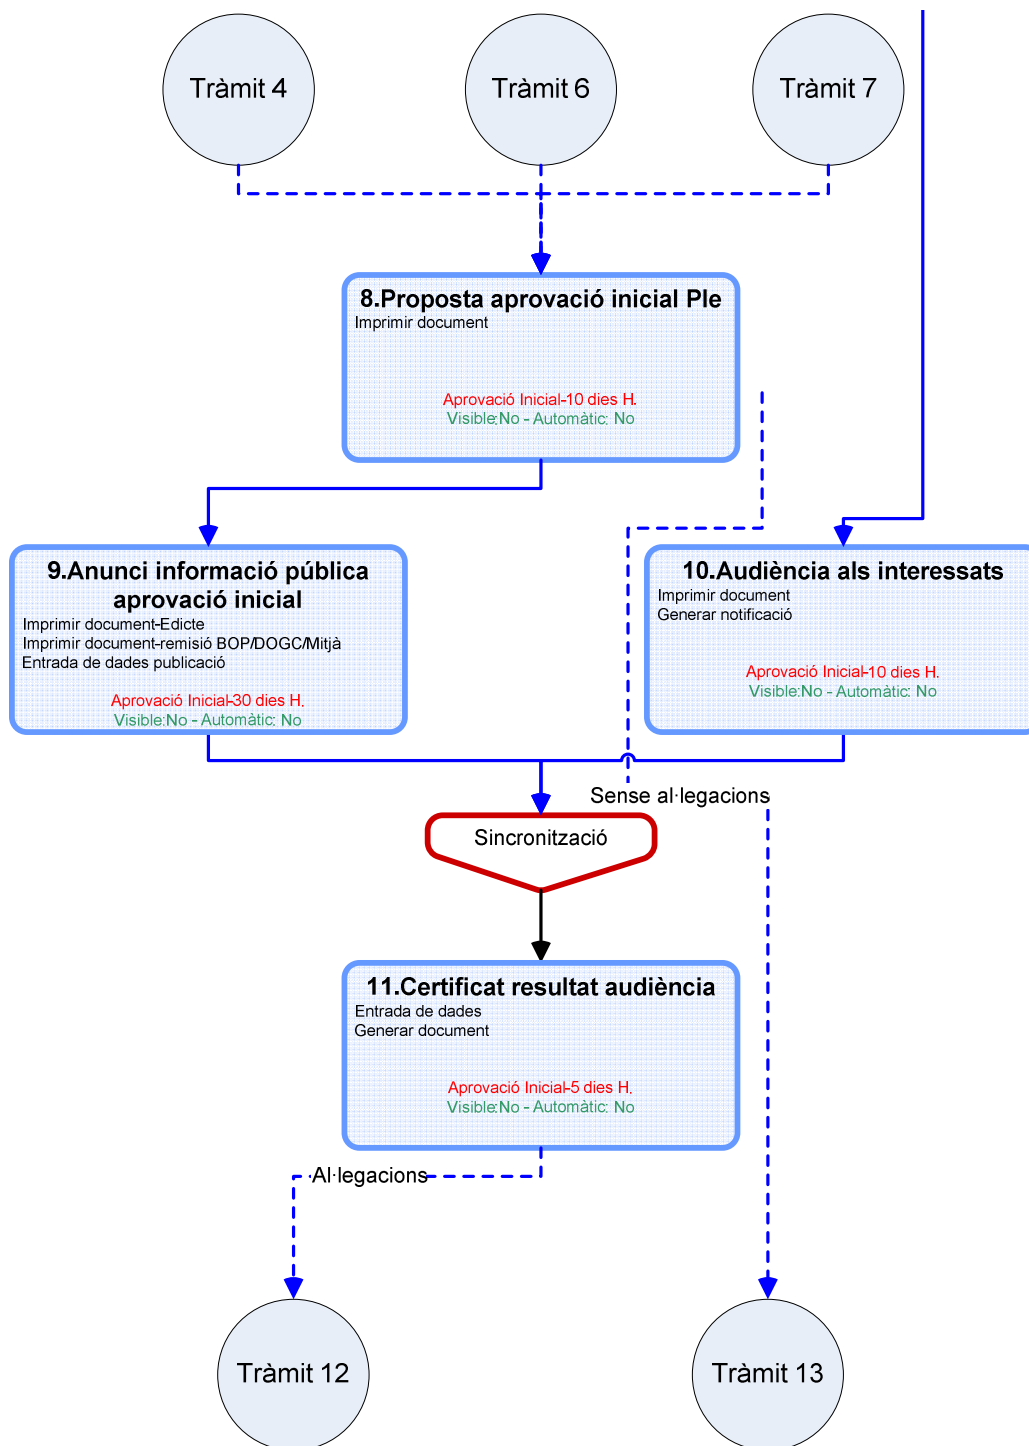 Tràmit 4
Tràmit 6
Tràmit 7
8.Proposta aprovació inicial Ple
Imprimir document
Aprovació Inicial-10 dies H.
Visible:No - Automàtic: No
9.Anunci informació pública
aprovació inicial
Imprimir document-Edicte
Imprimir document-remisió BOP/DOGC/Mitjà
Entrada de dades publicació
Aprovació Inicial-30 dies H.
Visible:No - Automàtic: No
10.Audiència als interessats
Imprimir document
Generar notificació
Aprovació Inicial-10 dies H.
Visible:No - Automàtic: No
Sense al·legacions
Sincronització
11.Certificat resultat audiència
Entrada de dades
Generar document
Aprovació Inicial-5 dies H.
Visible:No - Automàtic: No
Al·legacions
Tràmit 12
Tràmit 13